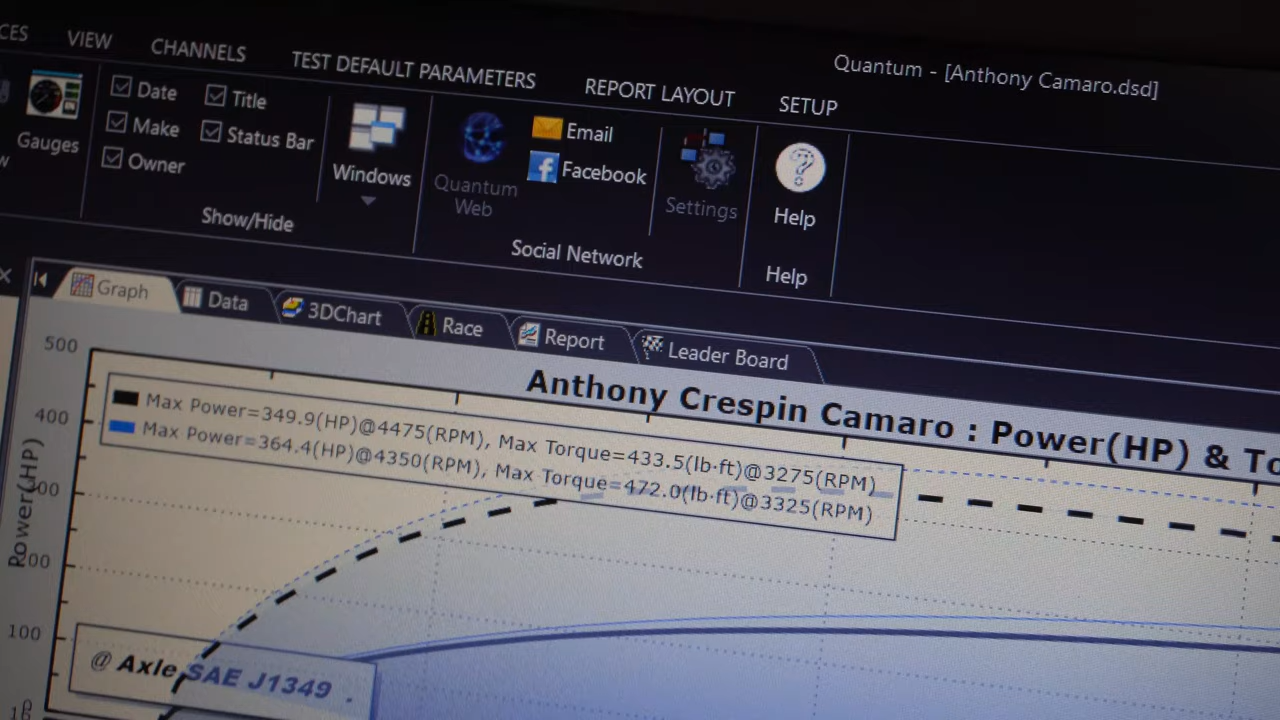 CES VIEW CHANNELS TEST DEFAULT PARAMETERS REPORT LAYOUT SETUP
Quantum - [Anthony Camaro.dsd]
Gauges
Date Title
Make Status Bar
Owner
Show/Hide
Windows
Quantum Web
Email
Facebook
Social Network
Settings
Help
Help
Graph Data 3DChart Race Report Leader Board
Anthony Crespin Camaro : Power(HP) & To
Max Power=349.9(HP)@4475(RPM), Max Torque=433.5(lb·ft)@3275(RPM)
Max Power=364.4(HP)@4350(RPM), Max Torque=472.0(lb·ft)@3325(RPM)
Power(HP)
500
400
00
200
100
0
@ Axle SAE J1349 .